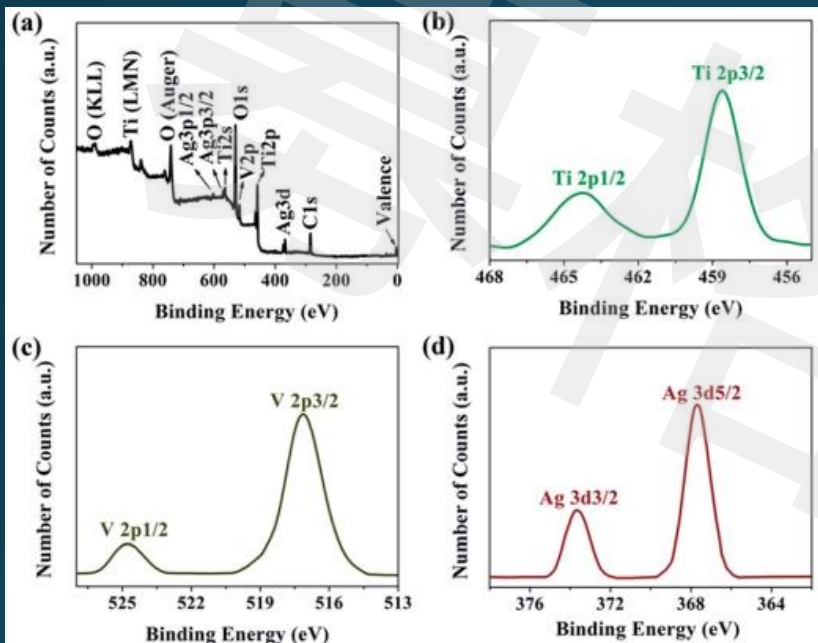 (a)
Number of Counts (a.u.)
O (KLL)
Ti (LMN)
O (Auger)
Ag3p1/2
Ag3p3/2
Ti2s
O1s
V2p
Ti2p
Ag3d
C1s
Valence
1000 800 600 400 200 0
Binding Energy (eV)
(b)
Number of Counts (a.u.)
Ti 2p3/2
Ti 2p1/2
468 465 462 459 456
Binding Energy (eV)
(c)
Number of Counts (a.u.)
V 2p3/2
V 2p1/2
525 522 519 516 513
Binding Energy (eV)
(d)
Number of Counts (a.u.)
Ag 3d5/2
Ag 3d3/2
376 372 368 364
Binding Energy (eV)